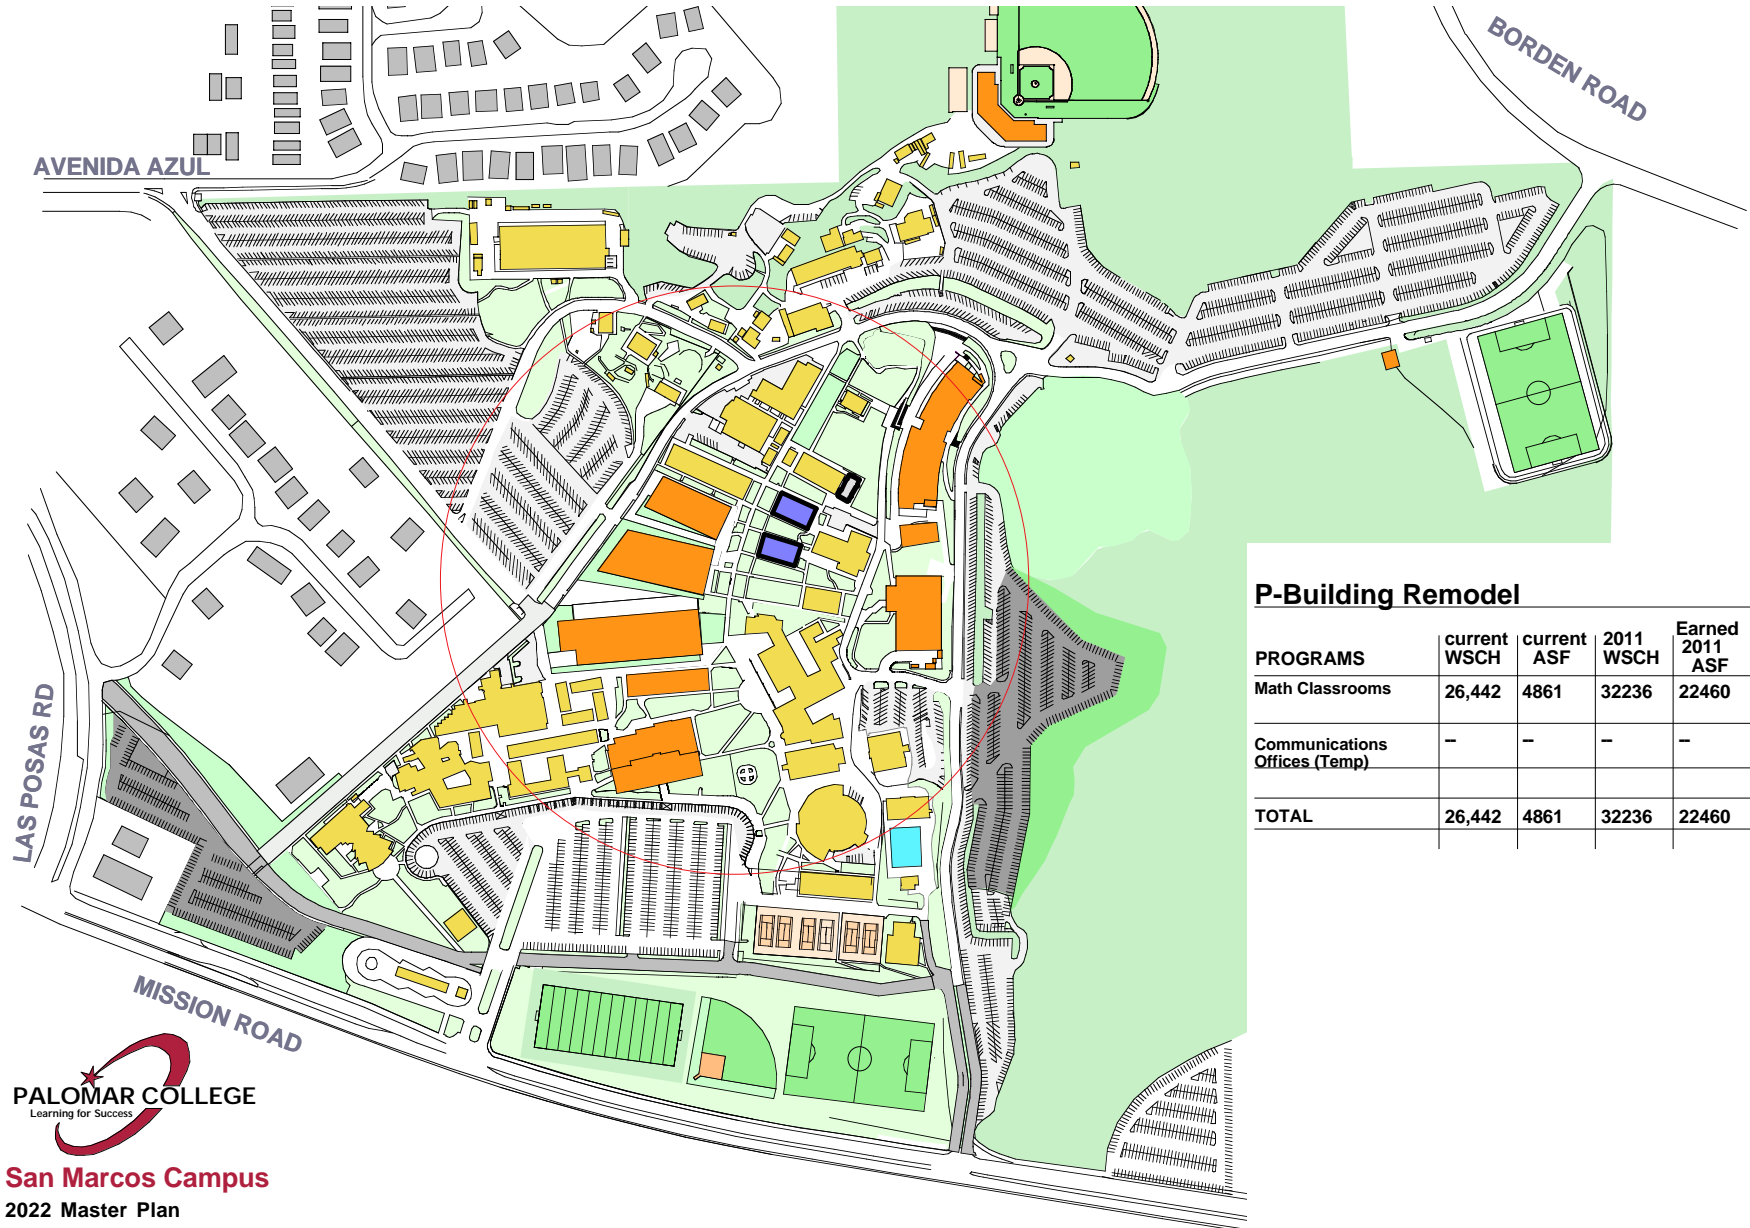 BORDEN ROAD
AVENIDA AZUL
P-Building Remodel
PROGRAMS current WSCH current ASF 2011 WSCH Earned 2011 ASF
Math Classrooms 26,442 4861 32236 22460
Communications Offices (Temp) -- -- -- --
TOTAL 26,442 4861 32236 22460
LAS POSAS RD
MISSION ROAD
PALOMAR COLLEGE
Learning for Success
San Marcos Campus
2022 Master Plan